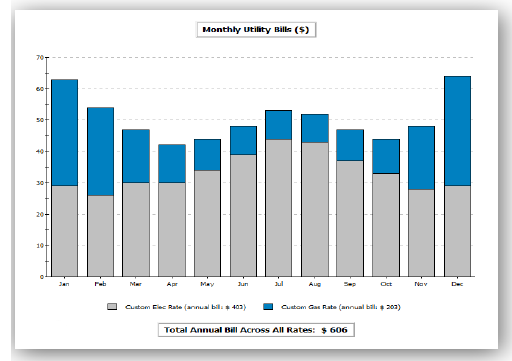 Monthly Utility Bills ($)
70
60
50
40
30
20
10
0
Jan Feb Mar Apr May Jun Jul Aug Sep Oct Nov Dec
Custom Elec Rate (annual bill: $ 403) Custom Gas Rate (annual bill: $ 203)
Total Annual Bill Across All Rates: $ 606